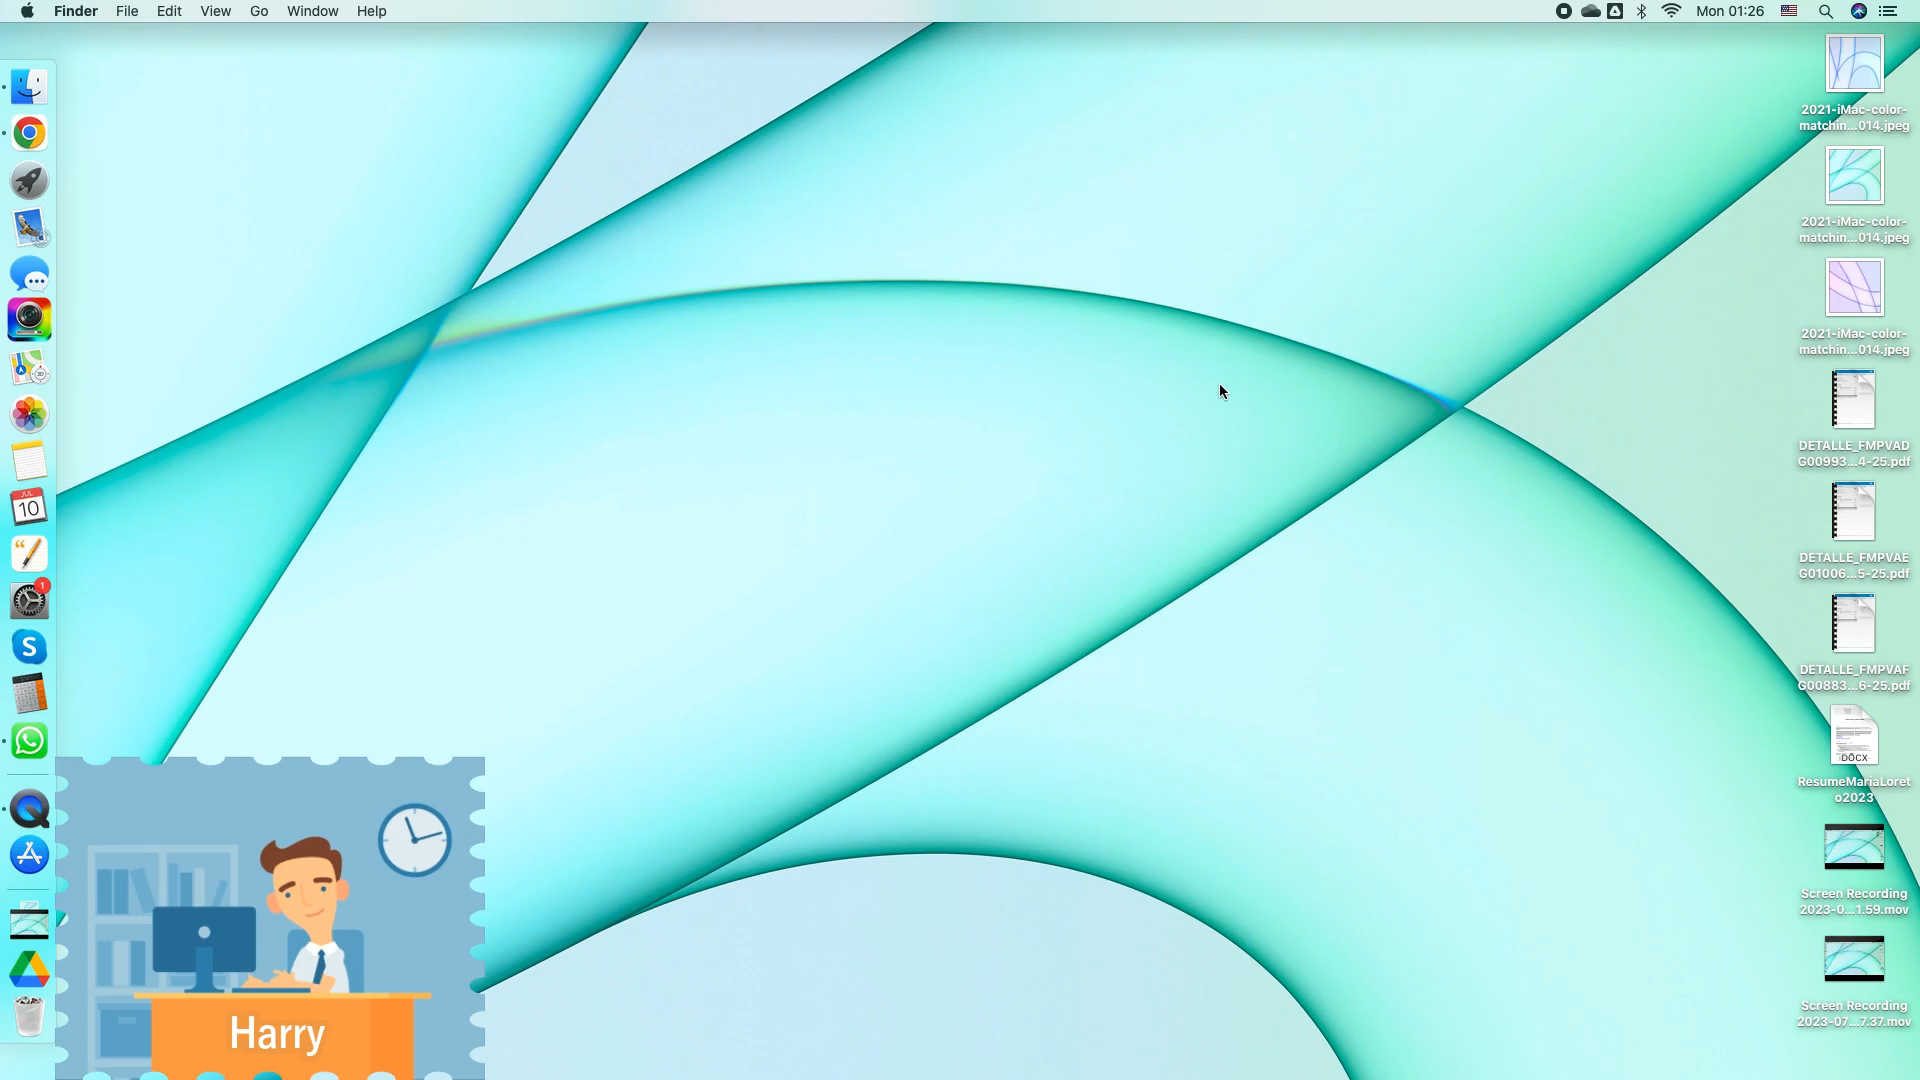 Finder File Edit View Go Window Help
Mon 01:26
2021-iMac-color-
matchin...014.jpeg
2021-iMac-color-
matchin...014.jpeg
2021-iMac-color-
matchin...014.jpeg
DETALLE_FMPVAD
G00993...4-25.pdf
DETALLE_FMPVAE
G01006...5-25.pdf
DETALLE_FMPVAF
G00883...6-25.pdf
DOCX
ResumeMariaLoret
o2023
Screen Recording
2023-0...1.59.mov
Screen Recording
2023-07...7.37.mov
3D
JUL
10
1
S
Harry